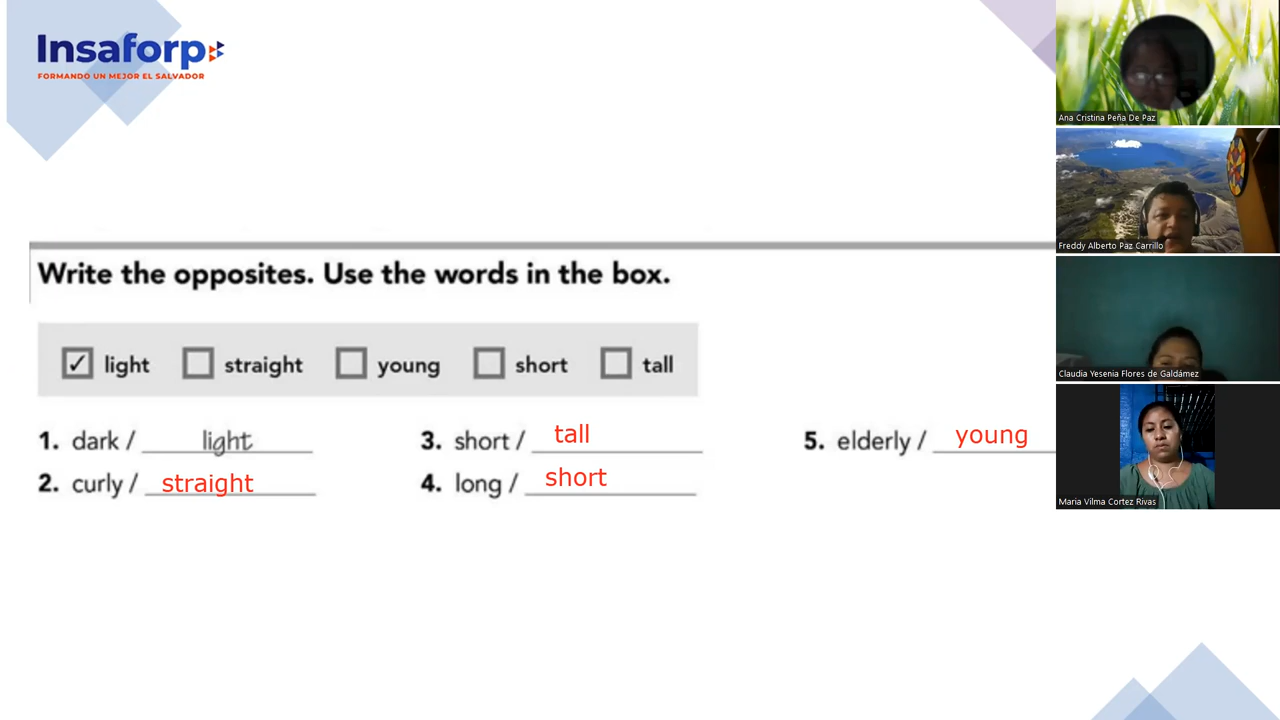 Insaforp
FORMANDO UN MEJOR EL SALVADOR
Write the opposites. Use the words in the box.
✓ light straight young short tall
1. dark / light 3. short / tall 5. elderly / young
2. curly / straight 4. long / short
Ana Cristina Peña De Paz
Freddy Alberto Paz Carrillo
Claudia Yesenia Flores de Galdámez
Maria Vilma Cortez Rivas